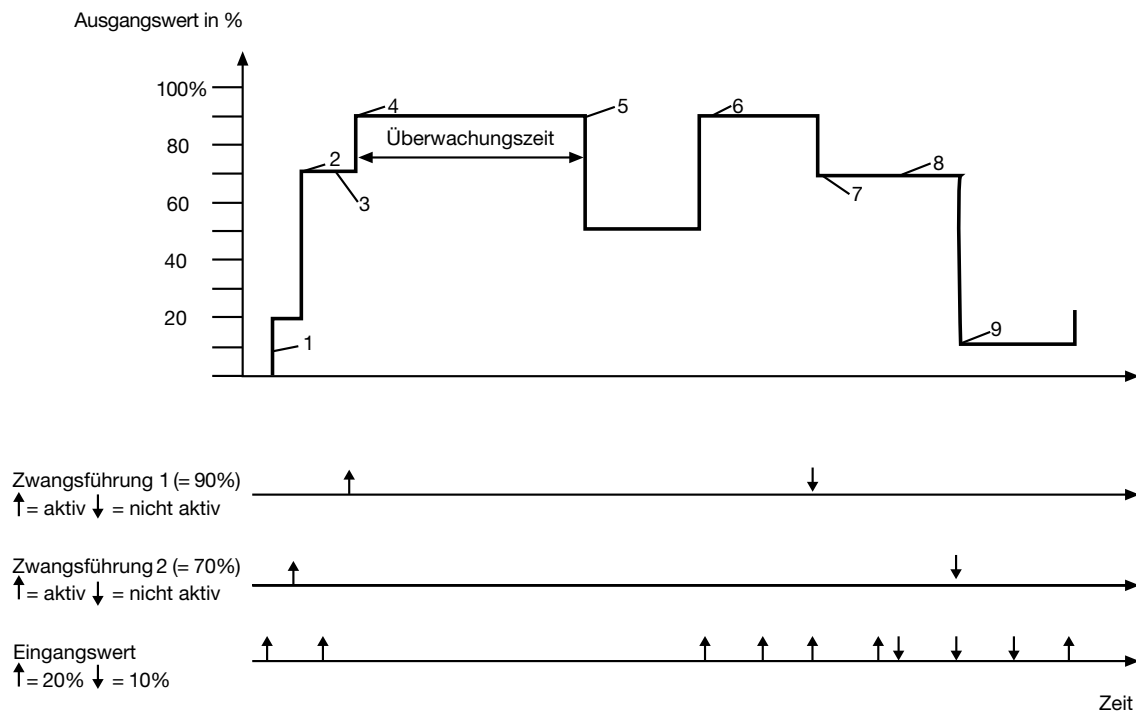 Ausgangswert in %
100%
80
60
40
20
1
2
3
4
5
6
7
8
9
Überwachungszeit
Zwangsführung 1 (= 90%)
↑= aktiv ↓ = nicht aktiv
Zwangsführung 2 (= 70%)
↑= aktiv ↓ = nicht aktiv
Eingangswert
↑= 20% ↓ = 10%
Zeit